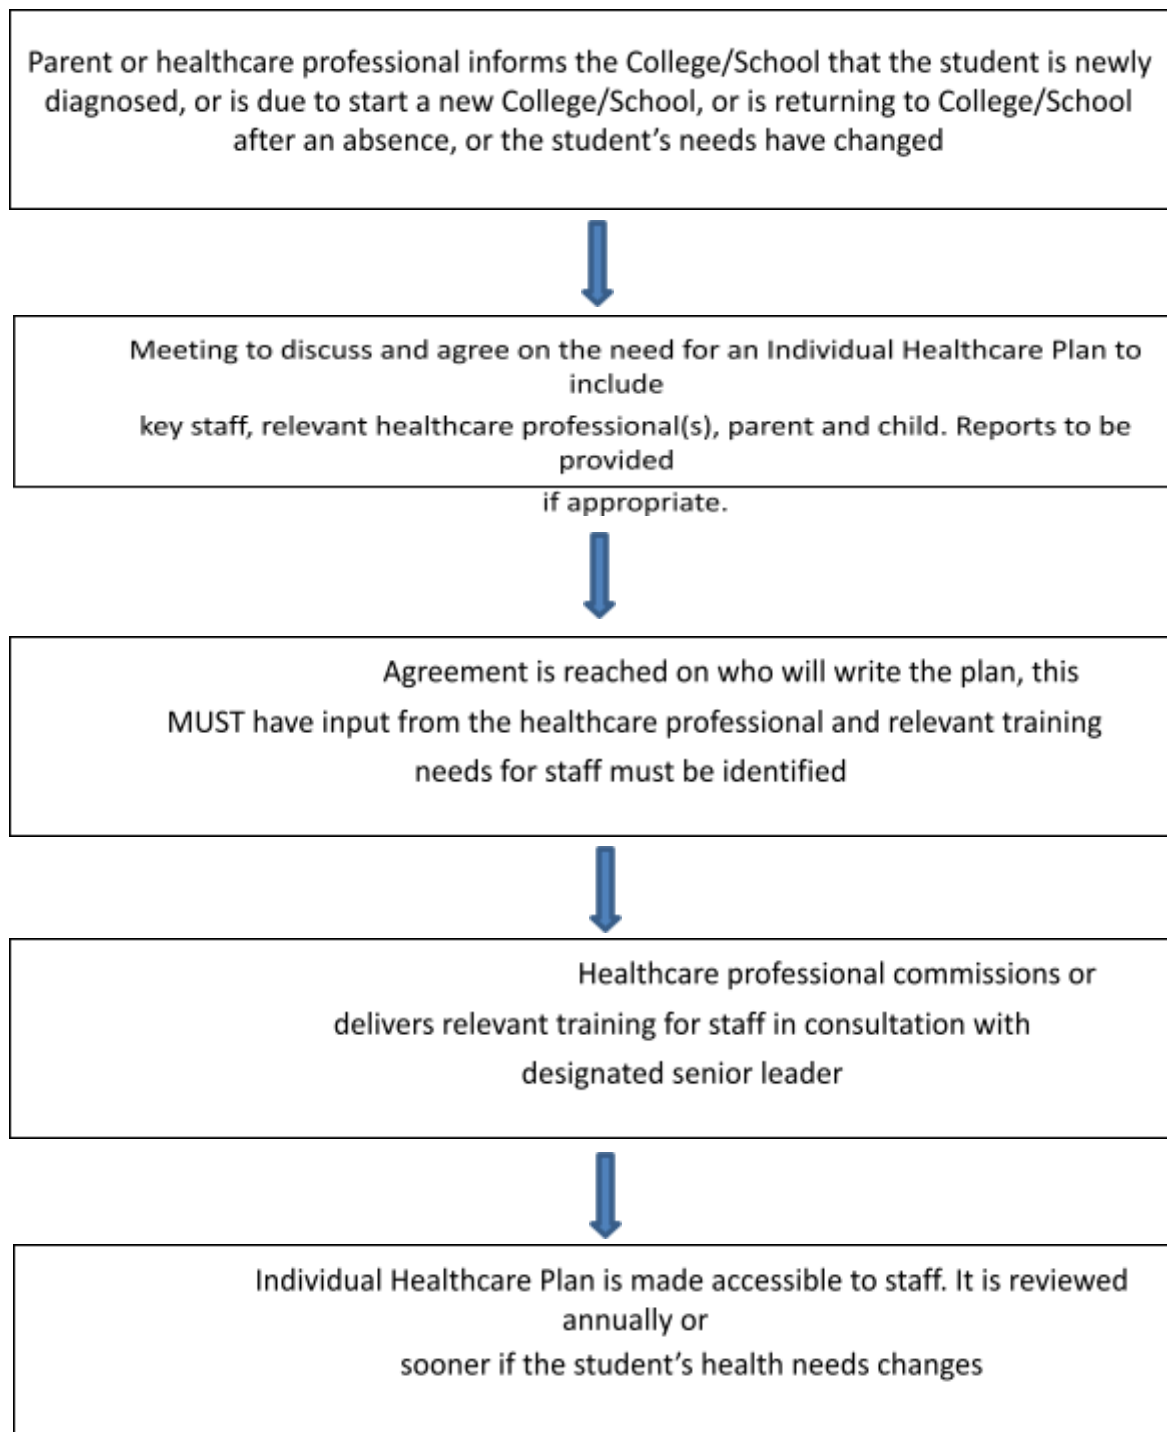 Parent or healthcare professional informs the College/School that the student is newly
diagnosed, or is due to start a new College/School, or is returning to College/School
after an absence, or the student’s needs have changed
Meeting to discuss and agree on the need for an Individual Healthcare Plan to
include
key staff, relevant healthcare professional(s), parent and child. Reports to be
provided
if appropriate.
Agreement is reached on who will write the plan, this
MUST have input from the healthcare professional and relevant training
needs for staff must be identified
Healthcare professional commissions or
delivers relevant training for staff in consultation with
designated senior leader
Individual Healthcare Plan is made accessible to staff. It is reviewed
annually or
sooner if the student’s health needs changes